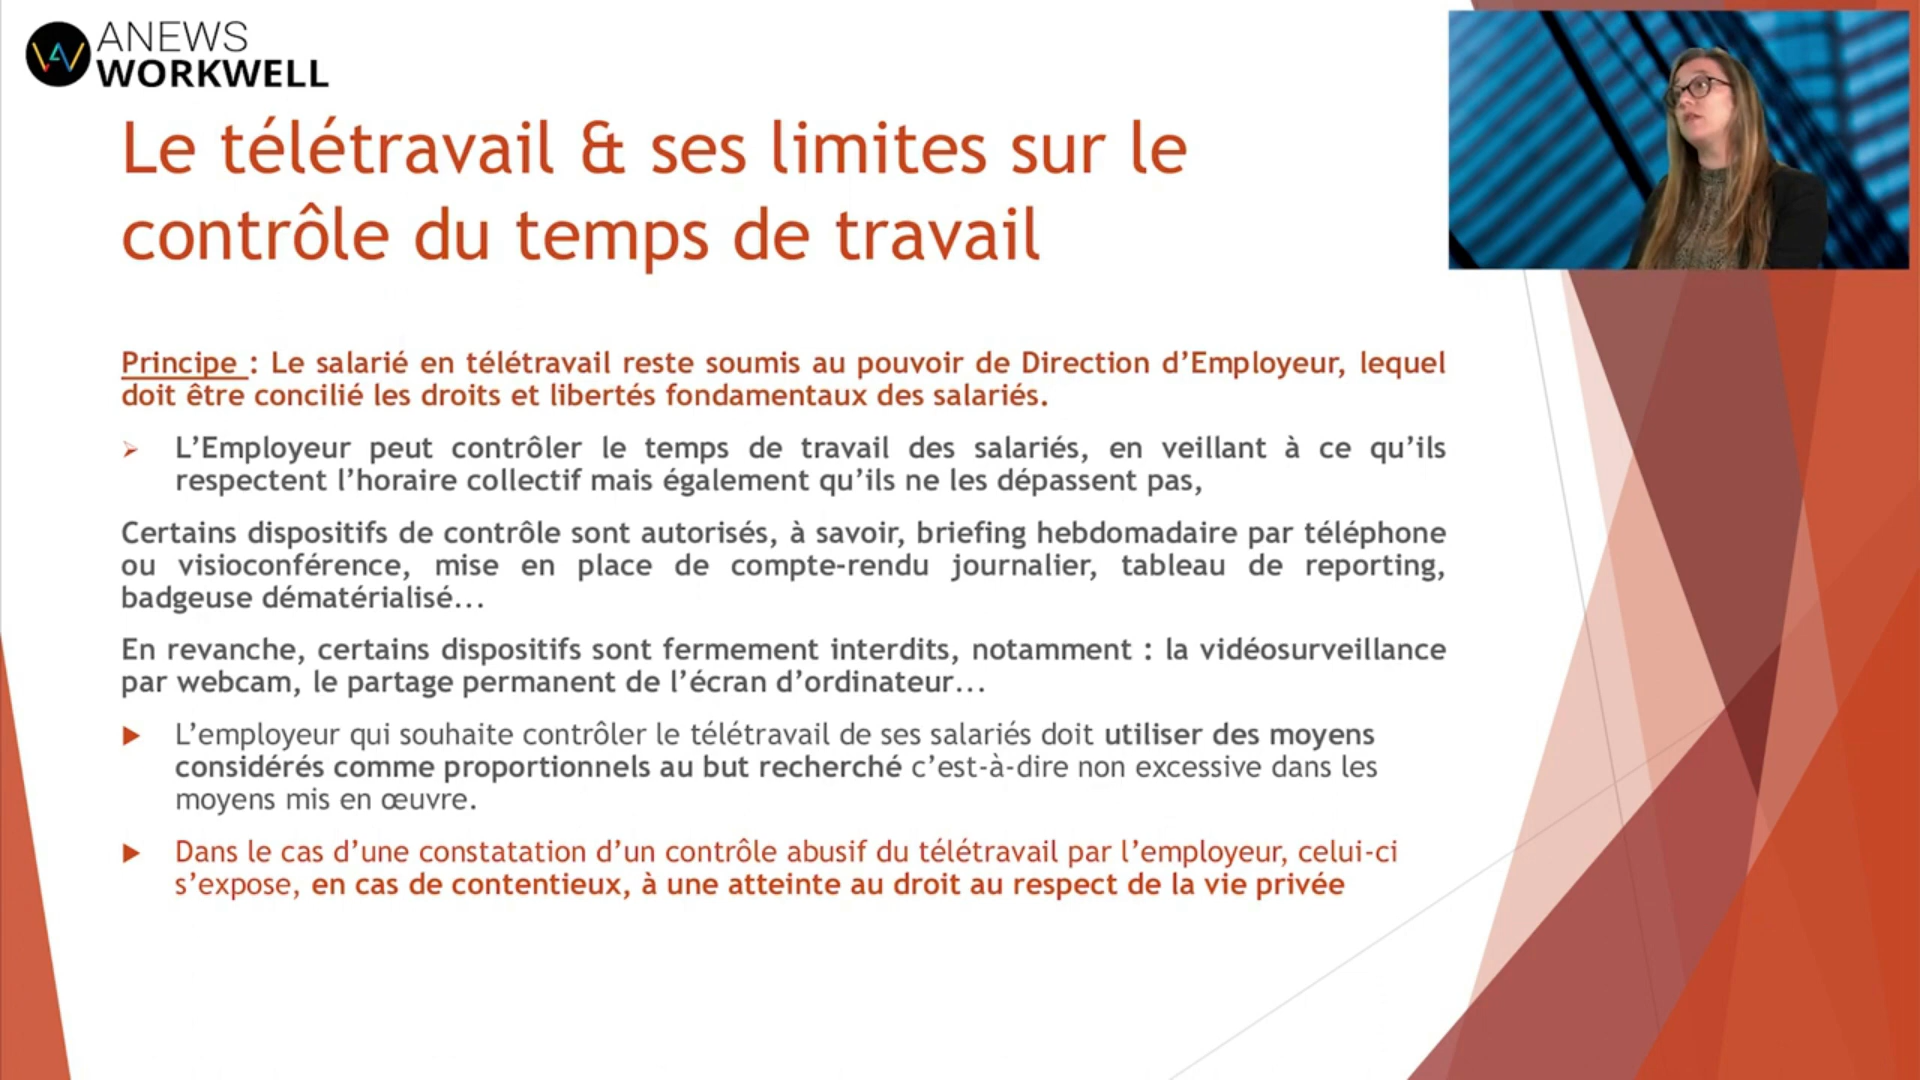 ANEWS
WORKWELL
Le télétravail & ses limites sur le
contrôle du temps de travail
Principe : Le salarié en télétravail reste soumis au pouvoir de Direction d’Employeur, lequel
doit être concilié les droits et libertés fondamentaux des salariés.
L’Employeur peut contrôler le temps de travail des salariés, en veillant à ce qu’ils
respectent l’horaire collectif mais également qu’ils ne les dépassent pas,
Certains dispositifs de contrôle sont autorisés, à savoir, briefing hebdomadaire par téléphone
ou visioconférence, mise en place de compte-rendu journalier, tableau de reporting,
badgeuse dématérialisé...
En revanche, certains dispositifs sont fermement interdits, notamment : la vidéosurveillance
par webcam, le partage permanent de l’écran d’ordinateur...
L’employeur qui souhaite contrôler le télétravail de ses salariés doit utiliser des moyens
considérés comme proportionnels au but recherché c’est-à-dire non excessive dans les
moyens mis en œuvre.
Dans le cas d’une constatation d’un contrôle abusif du télétravail par l’employeur, celui-ci
s’expose, en cas de contentieux, à une atteinte au droit au respect de la vie privée